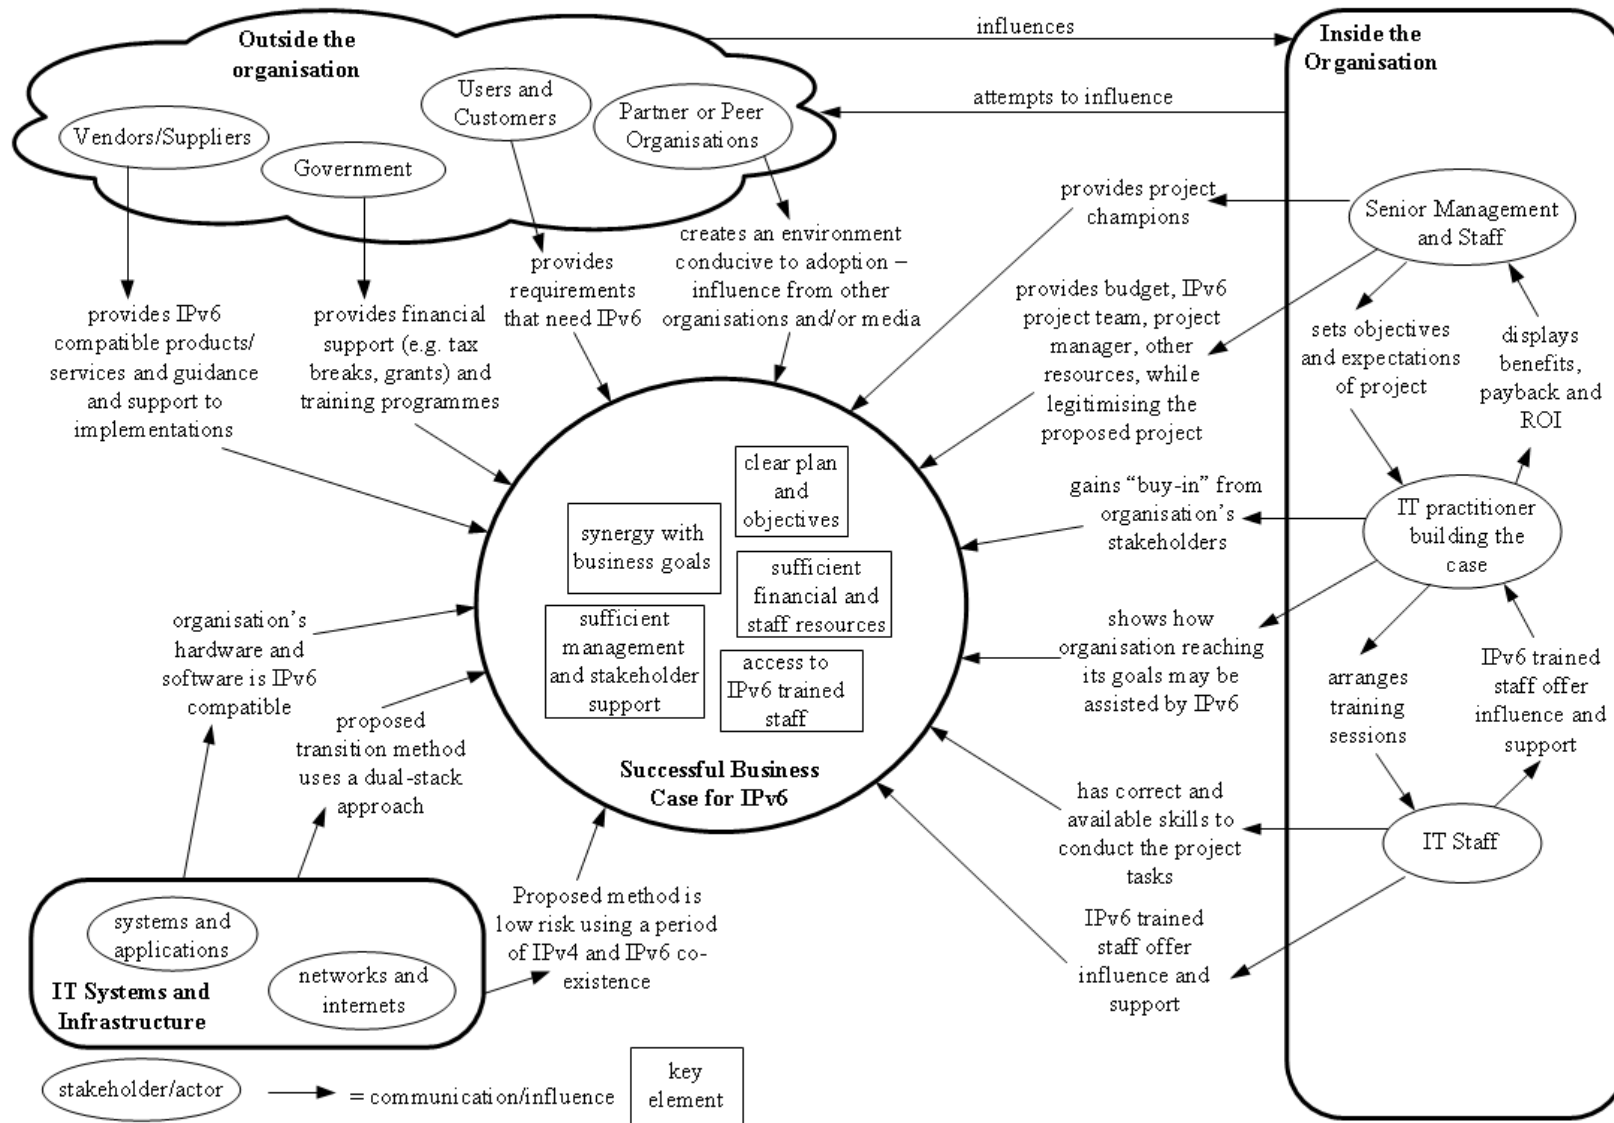 Outside the
organisation
Vendors/Suppliers
Government
Users and
Customers
Partner or Peer
Organisations
influences
attempts to influence
Inside the
Organisation
provides IPv6
compatible products/
services and guidance
and support to
implementations
provides financial
support (e.g. tax
breaks, grants) and
training programmes
provides
requirements
that need IPv6
creates an environment
conducive to adoption –
influence from other
organisations and/or media
provides project
champions
provides budget, IPv6
project team, project
manager, other
resources, while
legitimising the
proposed project
gains “buy-in” from
organisation’s
stakeholders
shows how
organisation reaching
its goals may be
assisted by IPv6
has correct and
available skills to
conduct the project
tasks
IPv6 trained
staff offer
influence and
support
Senior Management
and Staff
sets objectives
and expectations
of project
displays
benefits,
payback and
ROI
IT practitioner
building the
case
arranges
training
sessions
IPv6 trained
staff offer
influence and
support
IT Staff
clear plan
and
objectives
synergy with
business goals
sufficient
financial and
staff resources
sufficient
management
and stakeholder
support
access to
IPv6 trained
staff
Successful Business
Case for IPv6
organisation’s
hardware and
software is IPv6
compatible
proposed
transition method
uses a dual-stack
approach
Proposed method is
low risk using a period
of IPv4 and IPv6 co-
existence
systems and
applications
networks and
internets
IT Systems and
Infrastructure
stakeholder/actor
= communication/influence
key
element